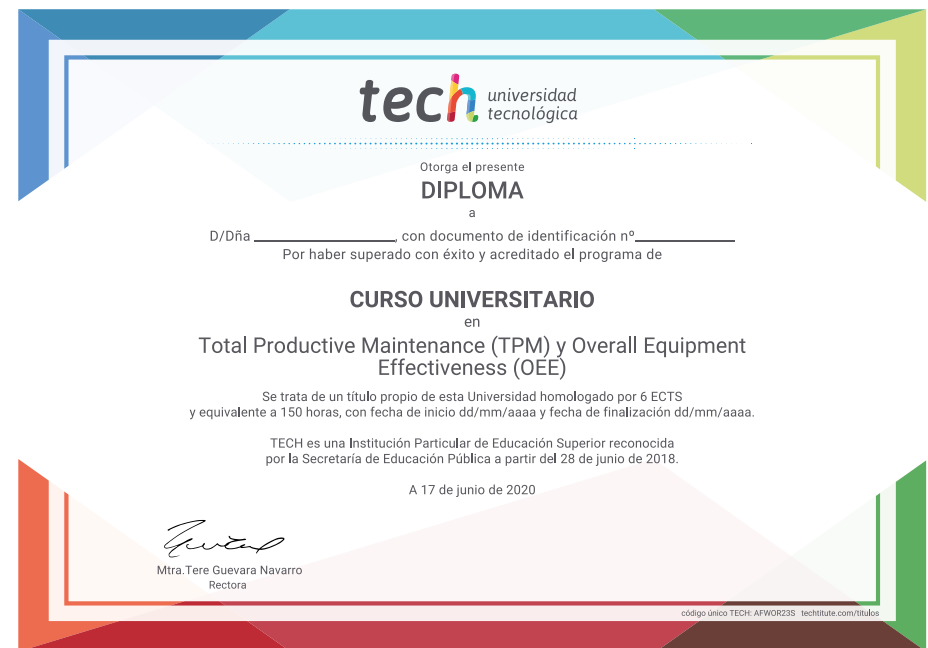 tech universidad
tecnológica
Otorga el presente
DIPLOMA
a
D/Dña ______________, con documento de identificación nº__________
Por haber superado con éxito y acreditado el programa de
CURSO UNIVERSITARIO
en
Total Productive Maintenance (TPM) y Overall Equipment
Effectiveness (OEE)
Se trata de un título propio de esta Universidad homologado por 6 ECTS
y equivalente a 150 horas, con fecha de inicio dd/mm/aaaa y fecha de finalización dd/mm/aaaa.
TECH es una Institución Particular de Educación Superior reconocida
por la Secretaría de Educación Pública a partir del 28 de junio de 2018.
A 17 de junio de 2020
Mtra.Tere Guevara Navarro
Rectora
código único TECH: AFWOR23S techtitute.com/titulos